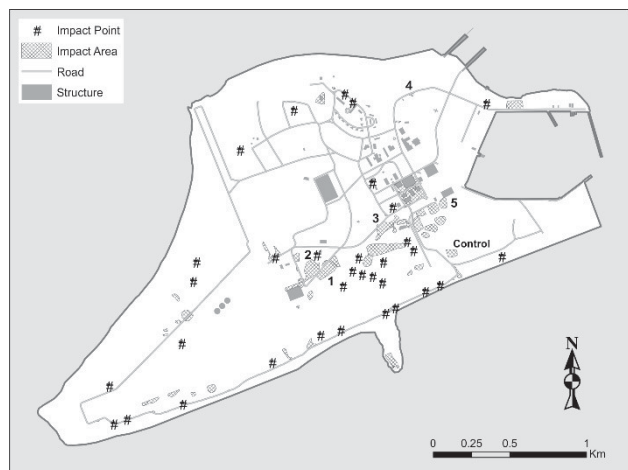 # Impact Point
Impact Area
Road
Structure
4
3
5
2
Control
1
N
0 0.25 0.5 1
Km